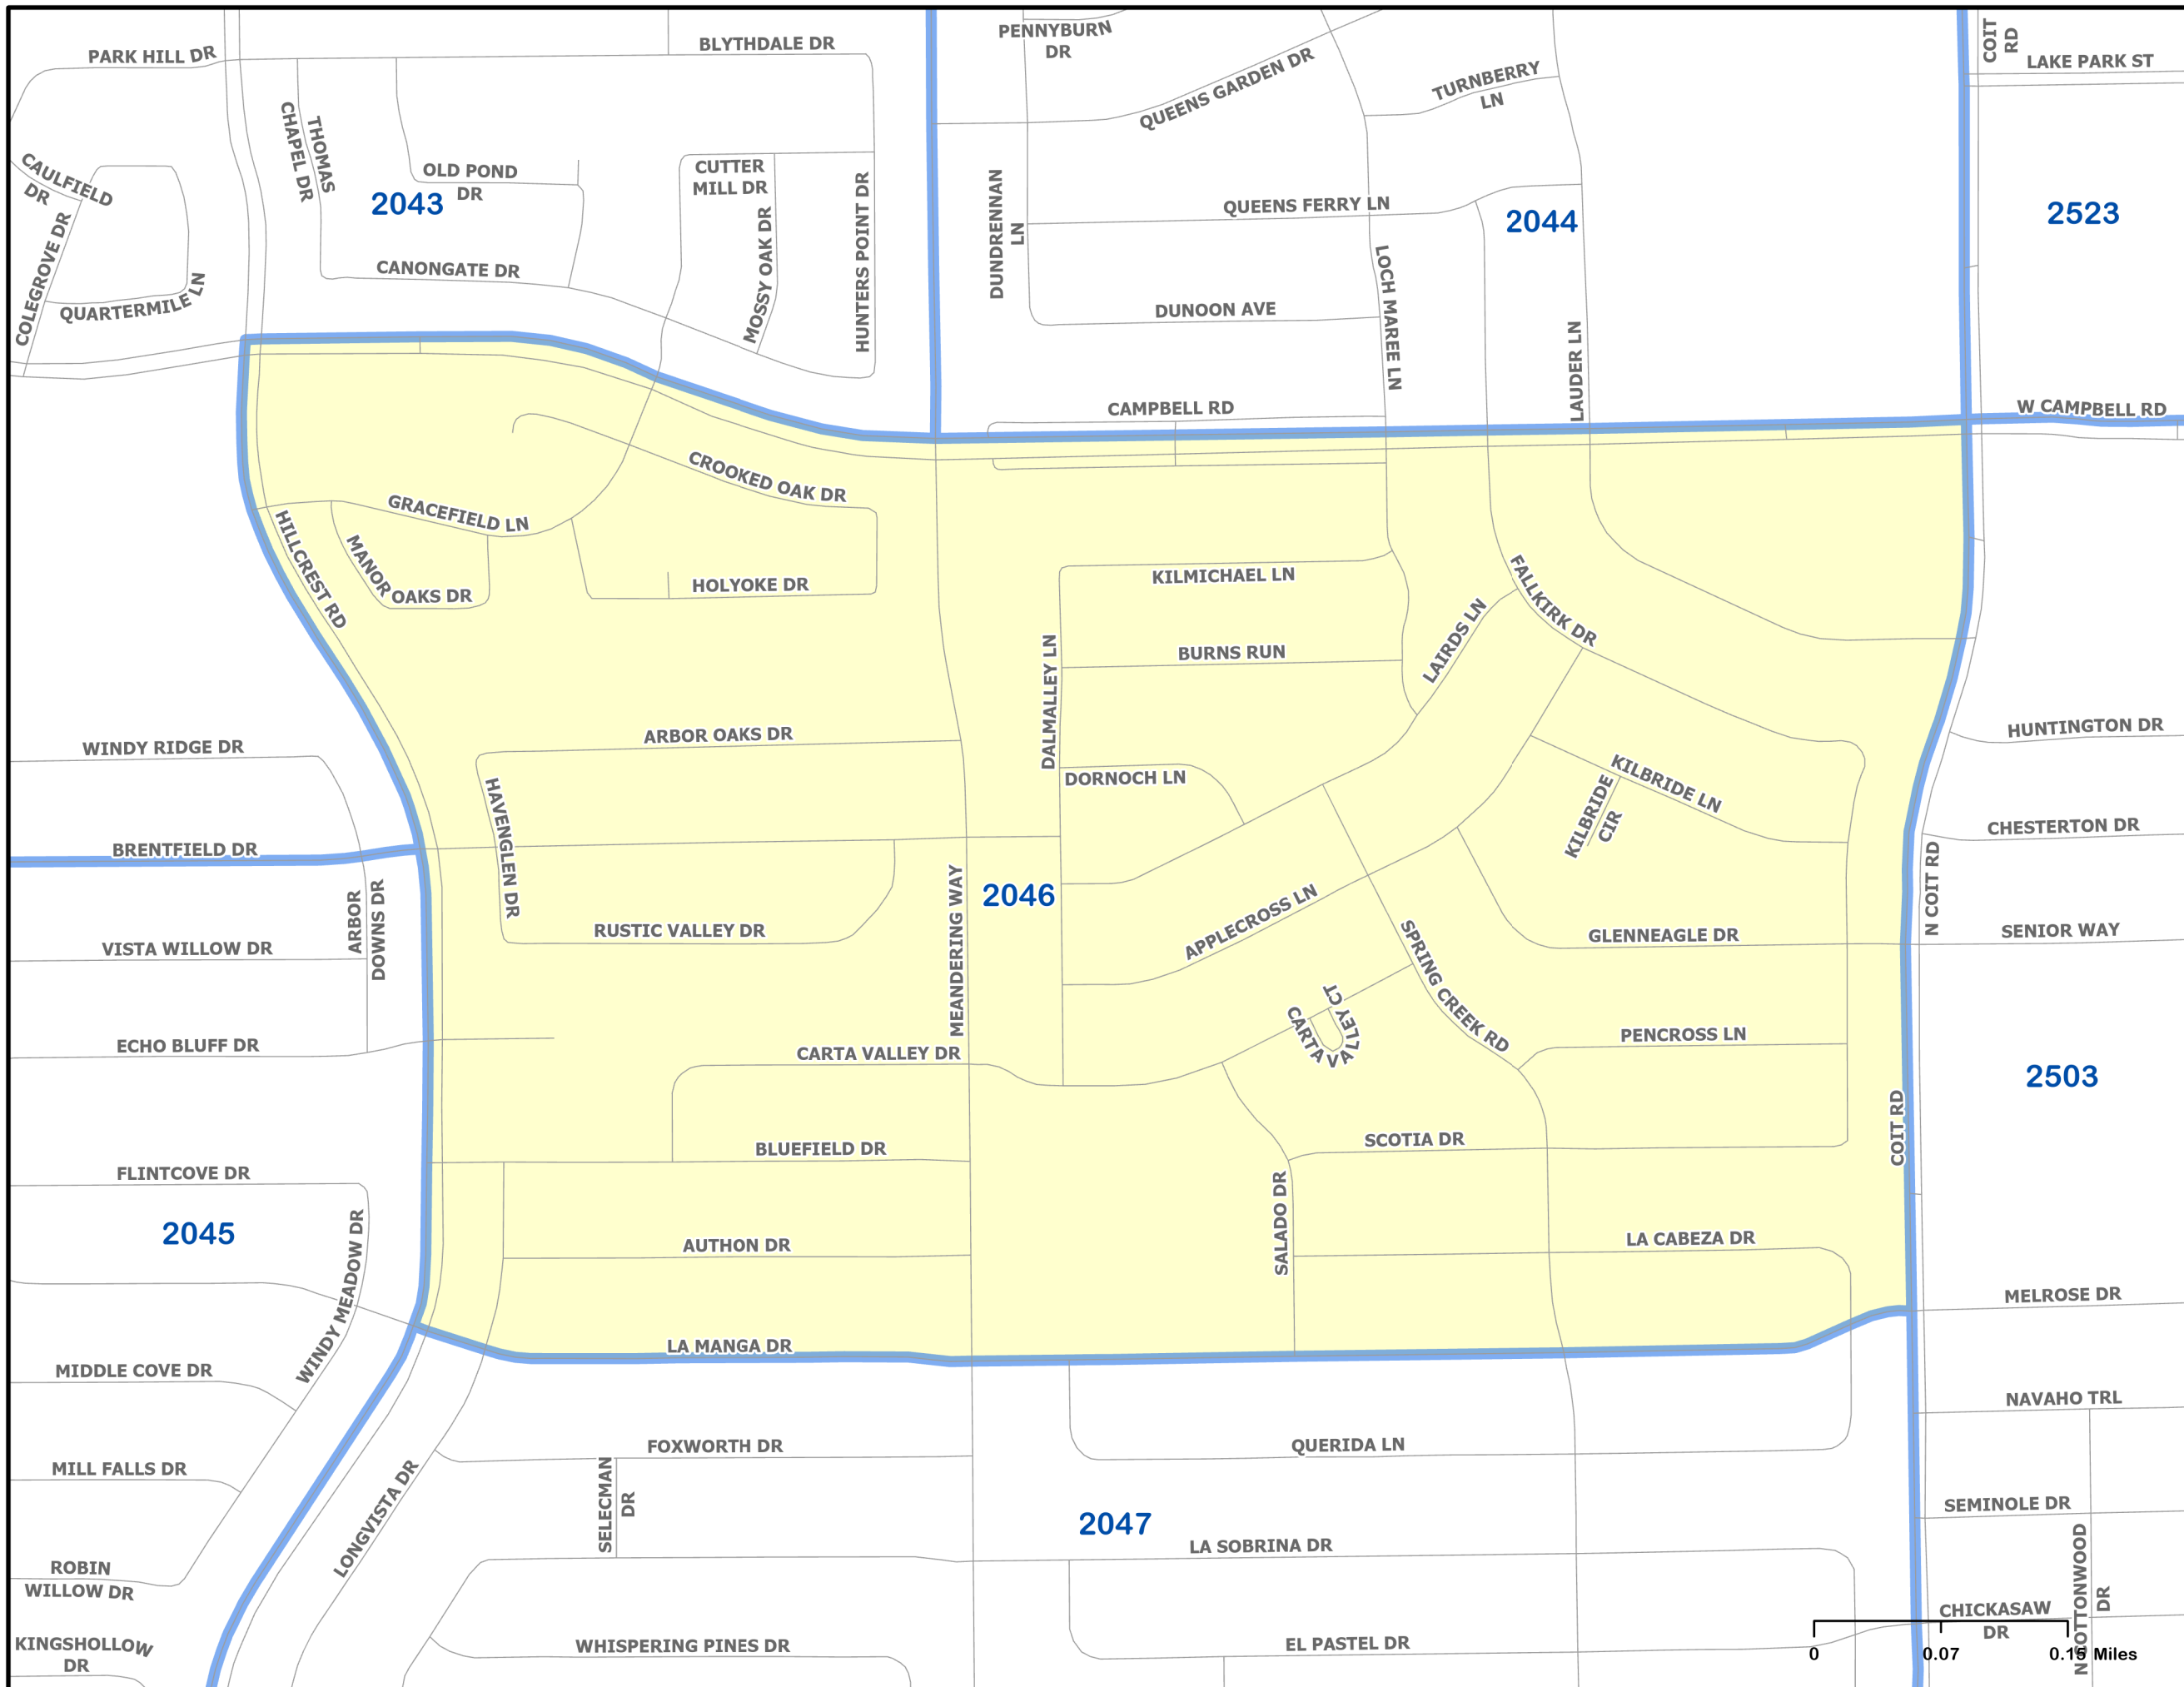 PARK HILL DR
BLYTHDALE DR
PENNYBURN
DR
COIT
RD
LAKE PARK ST
QUEENS GARDEN DR
TURNBERRY
LN
THOMAS
CHAPEL DR
CAULFIELD
DR
OLD POND
DR
2043
CUTTER
MILL DR
MOSSY OAK DR
HUNTERS POINT DR
DUNDRENNAN
LN
QUEENS FERRY LN
2044
2523
COLEGROVE DR
QUARTERMILE LN
CANONGATE DR
DUNOON AVE
LOCH MAREE LN
LAUDER LN
CAMPBELL RD
W CAMPBELL RD
CROOKED OAK DR
GRACEFIELD LN
HILLCREST RD
MANOR
OAKS DR
HOLYOKE DR
KILMICHAEL LN
FALKIRK DR
LAIRDS LN
BURNS RUN
DALMALLEY LN
ARBOR OAKS DR
WINDY RIDGE DR
HUNTINGTON DR
DORNOCH LN
KILBRIDE LN
KILBRIDE
CIR
HAVENGLEN DR
BRENTFIELD DR
CHESTERTON DR
MEANDERING WAY
2046
N COIT RD
ARBOR
DOWNS DR
VISTA WILLOW DR
RUSTIC VALLEY DR
APPLECROSS LN
SPRING CREEK RD
GLENNEAGLE DR
SENIOR WAY
CARTA VALLEY CT
ECHO BLUFF DR
CARTA VALLEY DR
PENCROSS LN
2503
COIT RD
BLUEFIELD DR
SCOTIA DR
FLINTCOVE DR
2045
WINDY MEADOW DR
AUTHON DR
SALADO DR
LA CABEZA DR
MELROSE DR
LA MANGA DR
MIDDLE COVE DR
NAVAHO TRL
FOXWORTH DR
QUERIDA LN
MILL FALLS DR
LONGVISTA DR
SELECMAN
DR
2047
SEMINOLE DR
LA SOBRINA DR
ROBIN
WILLOW DR
N COTTONWOOD
DR
CHICKASAW
DR
KINGSHOLLOW
DR
WHISPERING PINES DR
EL PASTEL DR
0 0.07 0.15 Miles